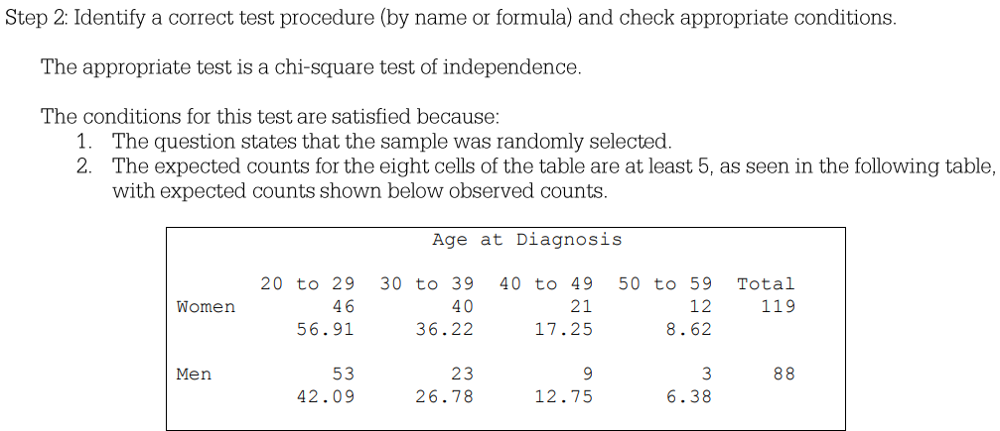 Step 2: Identify a correct test procedure (by name or formula) and check appropriate conditions.
The appropriate test is a chi-square test of independence.
The conditions for this test are satisfied because:
1. The question states that the sample was randomly selected.
2. The expected counts for the eight cells of the table are at least 5, as seen in the following table,
with expected counts shown below observed counts.
Age at Diagnosis
20 to 29 30 to 39 40 to 49 50 to 59 Total
Women 46 40 21 12 119
56.91 36.22 17.25 8.62
Men 53 23 9 3 88
42.09 26.78 12.75 6.38